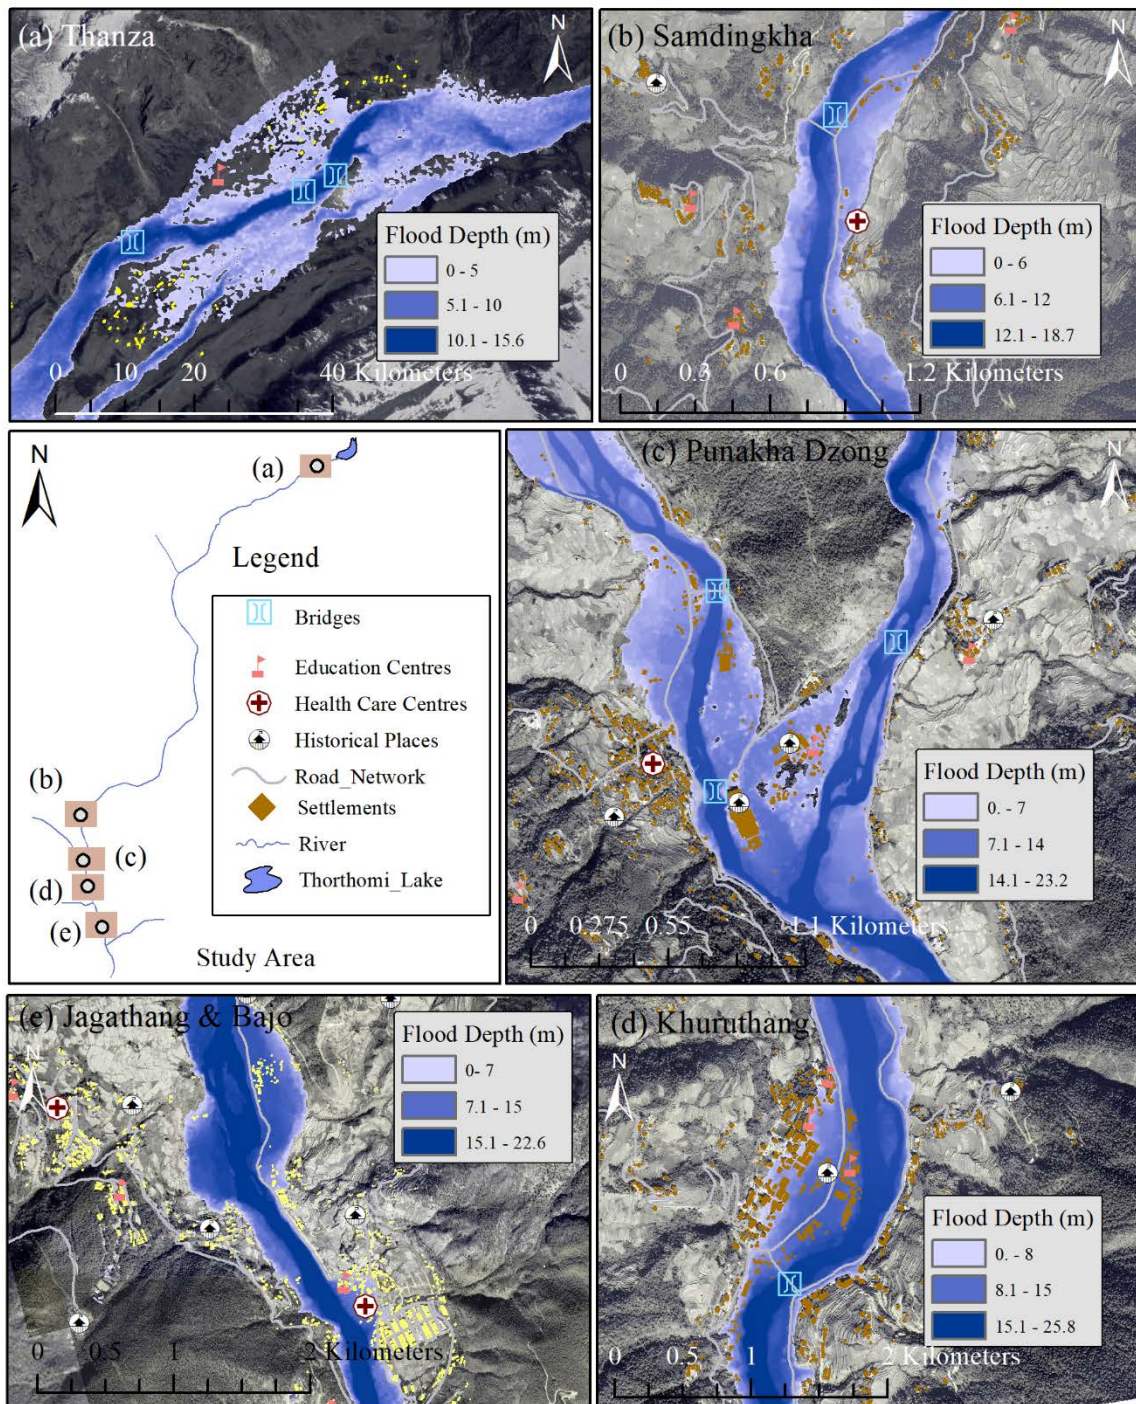 (a) Thanza
N
Flood Depth (m)
0 - 5
5.1 - 10
10.1 - 15.6
0 10 20 40 Kilometers
(b) Samdingkha
N
Flood Depth (m)
0 - 6
6.1 - 12
12.1 - 18.7
0 0.3 0.6 1.2 Kilometers
N
(a)
(b)
(c)
(d)
(e)
Legend
Bridges
Education Centres
Health Care Centres
Historical Places
Road_Network
Settlements
River
Thorthomi_Lake
Study Area
(c) Punakha Dzong
N
Flood Depth (m)
0. - 7
7.1 - 14
14.1 - 23.2
0 0.275 0.55 1.1 Kilometers
(e) Jagathang & Bajo
N
Flood Depth (m)
0- 7
7.1 - 15
15.1 - 22.6
0 0.5 1 2 Kilometers
(d) Khuruthang
N
Flood Depth (m)
0. - 8
8.1 - 15
15.1 - 25.8
0 0.5 1 2 Kilometers